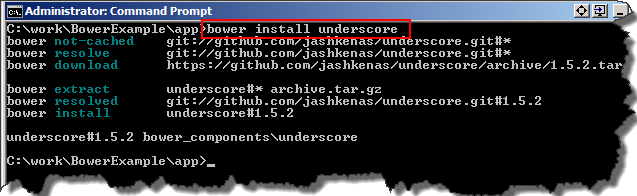 Administrator: Command Prompt
C:\work\BowerExample\app>bower install underscore
bower not-cached git://github.com/jashkenas/underscore.git#*
bower resolve git://github.com/jashkenas/underscore.git#*
bower download https://github.com/jashkenas/underscore/archive/1.5.2.tar
bower extract underscore#* archive.tar.gz
bower resolved git://github.com/jashkenas/underscore.git#1.5.2
bower install underscore#1.5.2
underscore#1.5.2 bower_components\underscore
C:\work\BowerExample\app>_